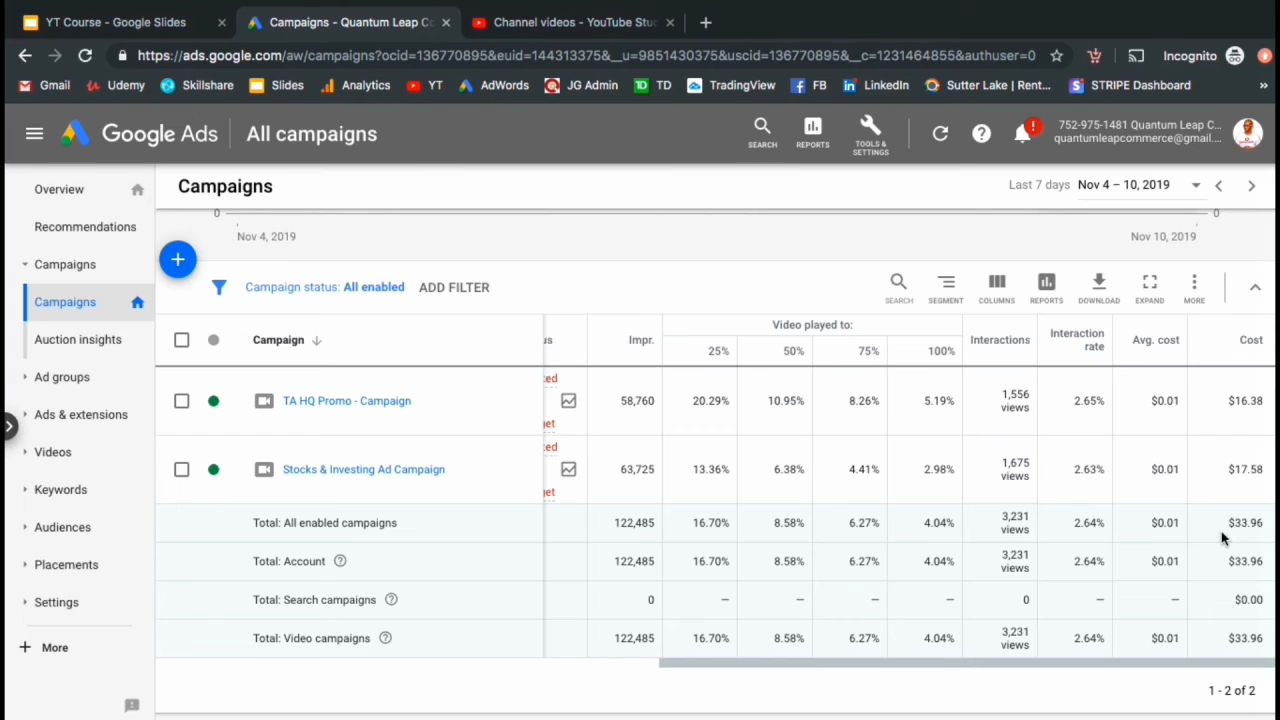 YT Course - Google Slides
Campaigns - Quantum Leap C
Channel videos - YouTube Stu
https://ads.google.com/aw/campaigns?ocid=136770895&euid=144313375&__u=9851430375&uscid=136770895&__c=1231464855&authuser=0
Incognito
Gmail Udemy Skillshare Slides Analytics YT AdWords JG Admin TD TradingView FB LinkedIn Sutter Lake | Rent... STRIPE Dashboard »
Google Ads
All campaigns
SEARCH
REPORTS
TOOLS &
SETTINGS
752-975-1481 Quantum Leap C...
quantumleapcommerce@gmail....
Overview
Recommendations
Campaigns
Campaigns
Auction insights
Ad groups
Ads & extensions
Videos
Keywords
Audiences
Placements
Settings
More
Campaigns
Last 7 days Nov 4 – 10, 2019
0 0
Nov 4, 2019 Nov 10, 2019
Campaign status: All enabled ADD FILTER
SEARCH SEGMENT COLUMNS REPORTS DOWNLOAD EXPAND MORE
Campaign us Impr. Video played to: 25% 50% 75% 100% Interactions Interaction rate Avg. cost Cost
ted
TA HQ Promo - Campaign 58,760 20.29% 10.95% 8.26% 5.19% 1,556 views 2.65% $0.01 $16.38
get
ted
Stocks & Investing Ad Campaign 63,725 13.36% 6.38% 4.41% 2.98% 1,675 views 2.63% $0.01 $17.58
get
Total: All enabled campaigns 122,485 16.70% 8.58% 6.27% 4.04% 3,231 views 2.64% $0.01 $33.96
Total: Account 122,485 16.70% 8.58% 6.27% 4.04% 3,231 views 2.64% $0.01 $33.96
Total: Search campaigns 0 – – – – 0 – – $0.00
Total: Video campaigns 122,485 16.70% 8.58% 6.27% 4.04% 3,231 views 2.64% $0.01 $33.96
1 - 2 of 2